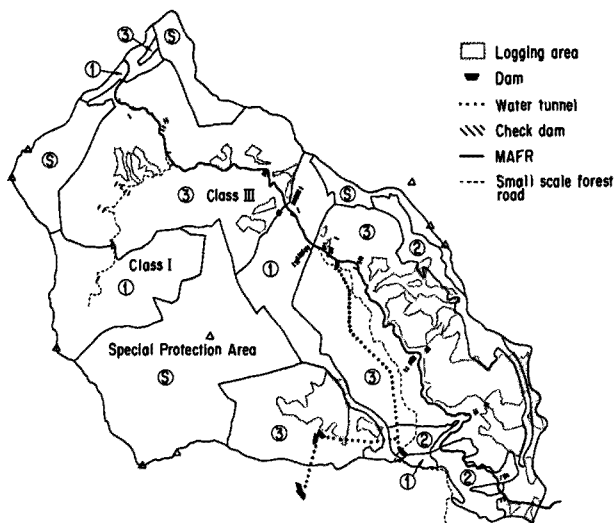 ③
Ⓢ
①
Logging area
Dam
Water tunnel
Check dam
MAFR
Small scale forest
road
Ⓢ
Ⓢ
③ Class III
③
②
Class I
①
①
Special Protection Area
Ⓢ
③
③
②
②
①